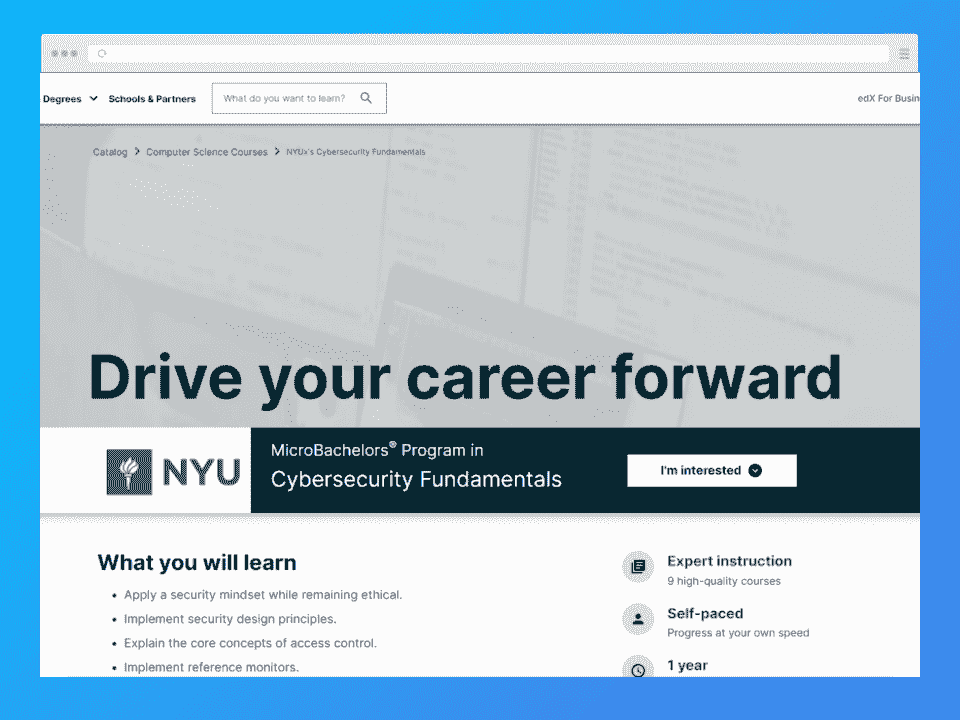 Degrees Schools & Partners What do you want to learn? edX For Busin
Catalog Computer Science Courses NYUx's Cybersecurity Fundamentals
Drive your career forward
NYU
MicroBachelors® Program in
Cybersecurity Fundamentals
I'm interested
What you will learn
• Apply a security mindset while remaining ethical.
• Implement security design principles.
• Explain the core concepts of access control.
• Implement reference monitors.
Expert instruction
9 high-quality courses
Self-paced
Progress at your own speed
1 year